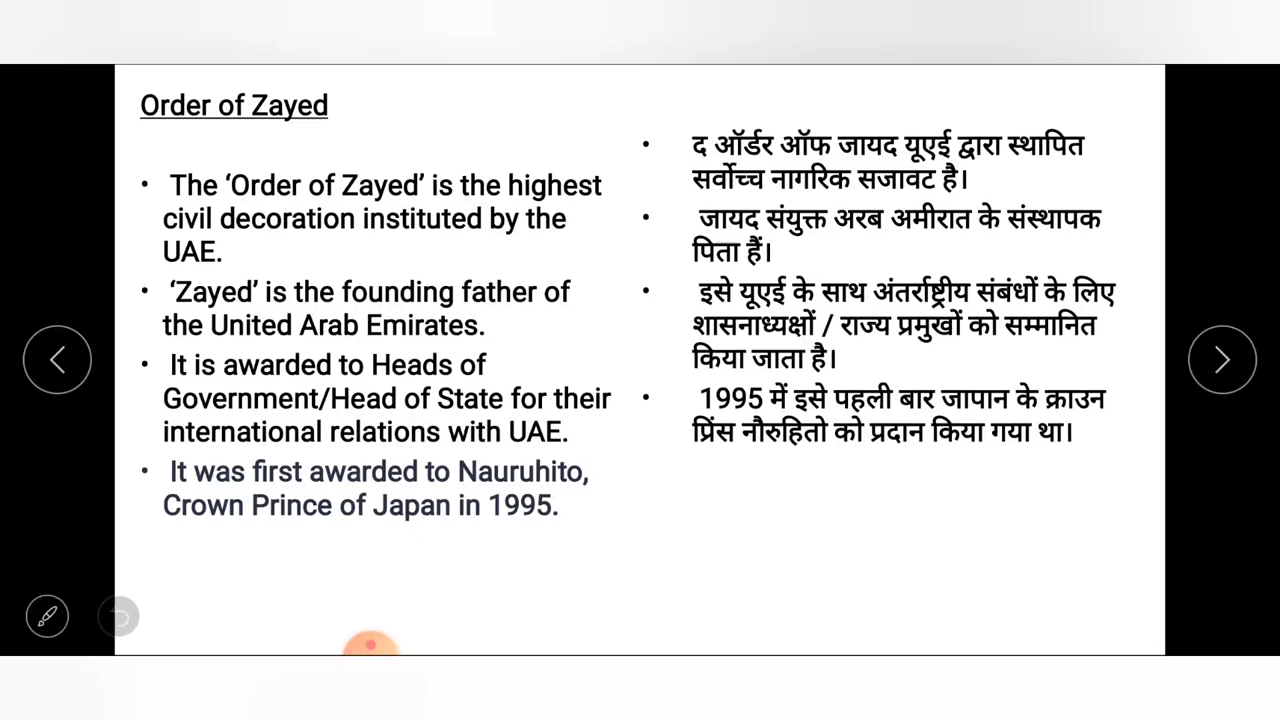 Order of Zayed
• The ‘Order of Zayed’ is the highest
civil decoration instituted by the
UAE.
• ‘Zayed’ is the founding father of
the United Arab Emirates.
• It is awarded to Heads of
Government/Head of State for their
international relations with UAE.
• It was first awarded to Nauruhito,
Crown Prince of Japan in 1995.
• द ऑर्डर ऑफ जायद यूएई द्वारा स्थापित
सर्वोच्च नागरिक सजावट है।
• जायद संयुक्त अरब अमीरात के संस्थापक
पिता हैं।
• इसे यूएई के साथ अंतर्राष्ट्रीय संबंधों के लिए
शासनाध्यक्षों / राज्य प्रमुखों को सम्मानित
किया जाता है।
• 1995 में इसे पहली बार जापान के क्राउन
प्रिंस नौरुहितो को प्रदान किया गया था।